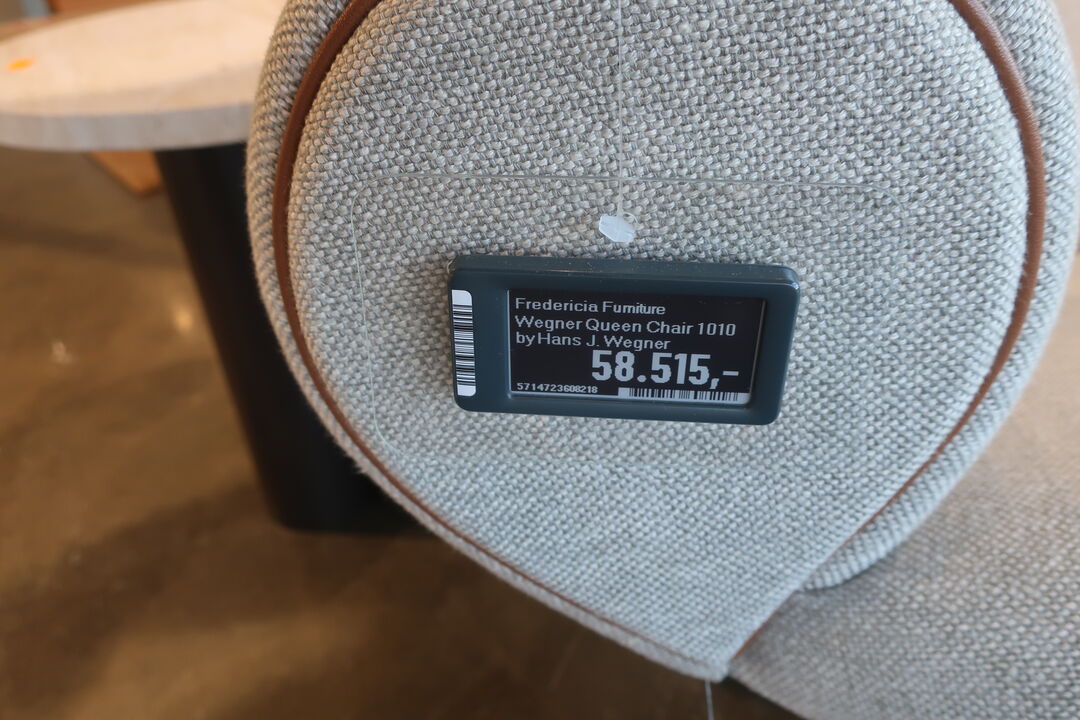 Fredericia Furniture
Wegner Queen Chair 1010
by Hans J. Wegner
58.515,-
5714723608218